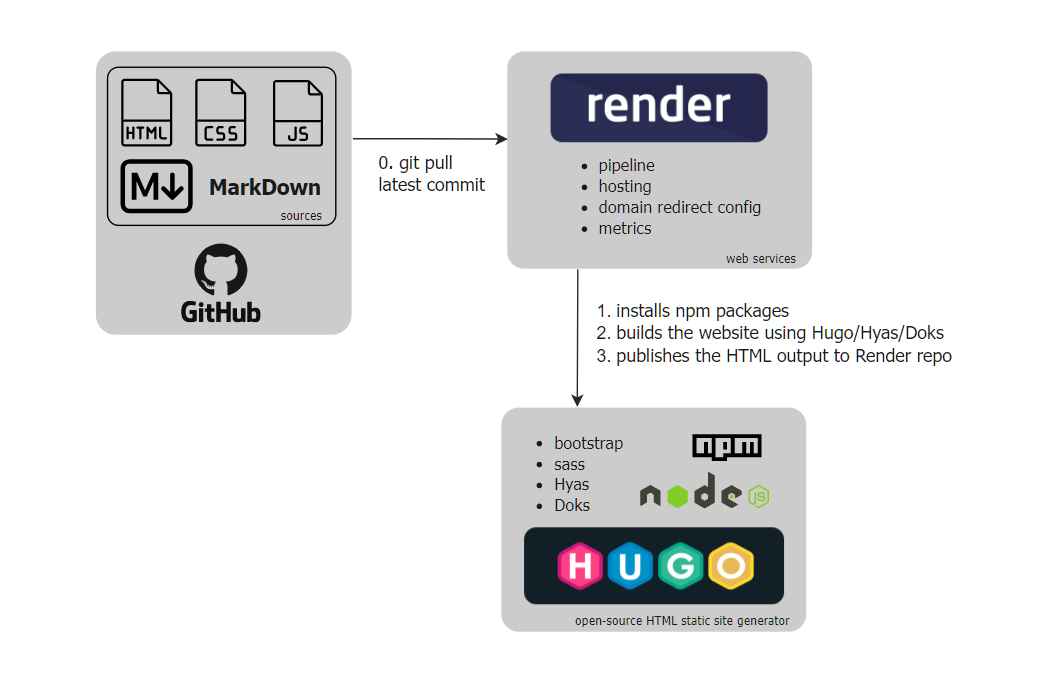 HTML
CSS
JS
M
MarkDown
sources
GitHub
0. git pull
latest commit
render
• pipeline
• hosting
• domain redirect config
• metrics
web services
1. installs npm packages
2. builds the website using Hugo/Hyas/Doks
3. publishes the HTML output to Render repo
• bootstrap
• sass
• Hyas
• Doks
npm
node
JS
HUGO
open-source HTML static site generator